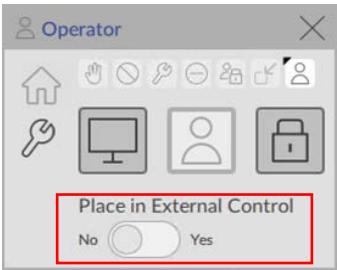 Operator
Place in External Control
No Yes